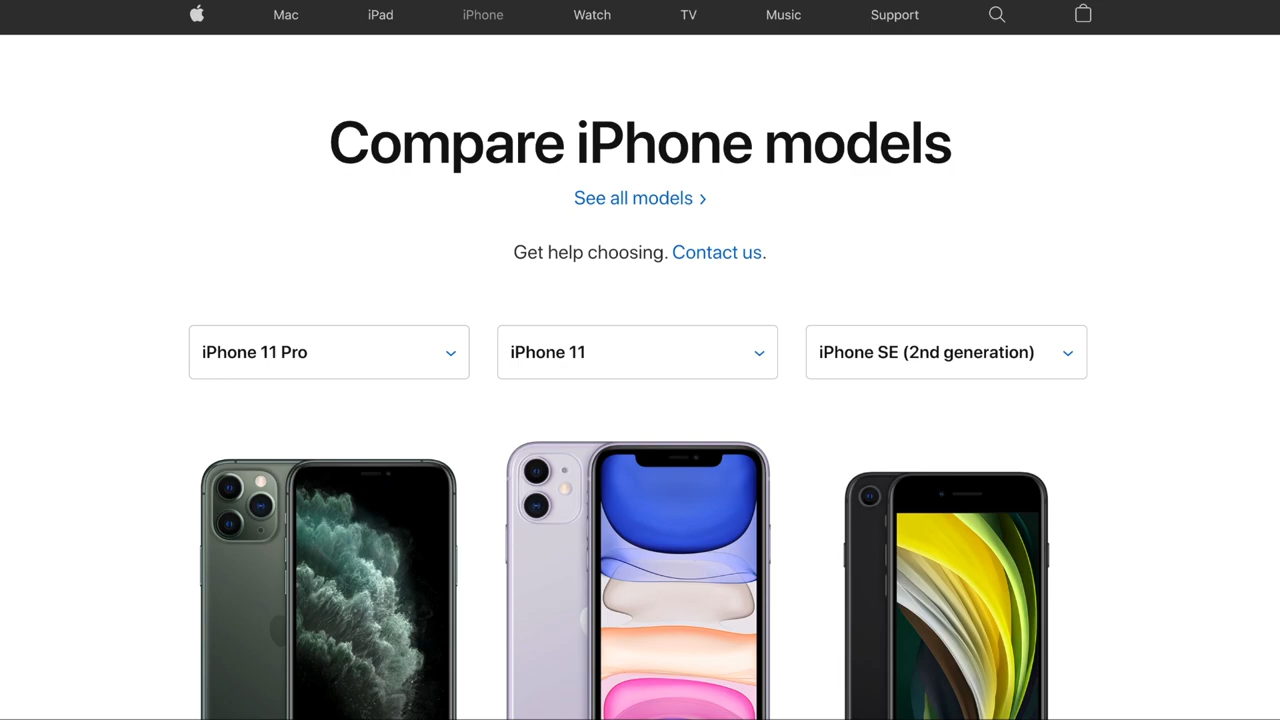 Mac iPad iPhone Watch TV Music Support
Compare iPhone models
See all models >
Get help choosing. Contact us.
iPhone 11 Pro
iPhone 11
iPhone SE (2nd generation)